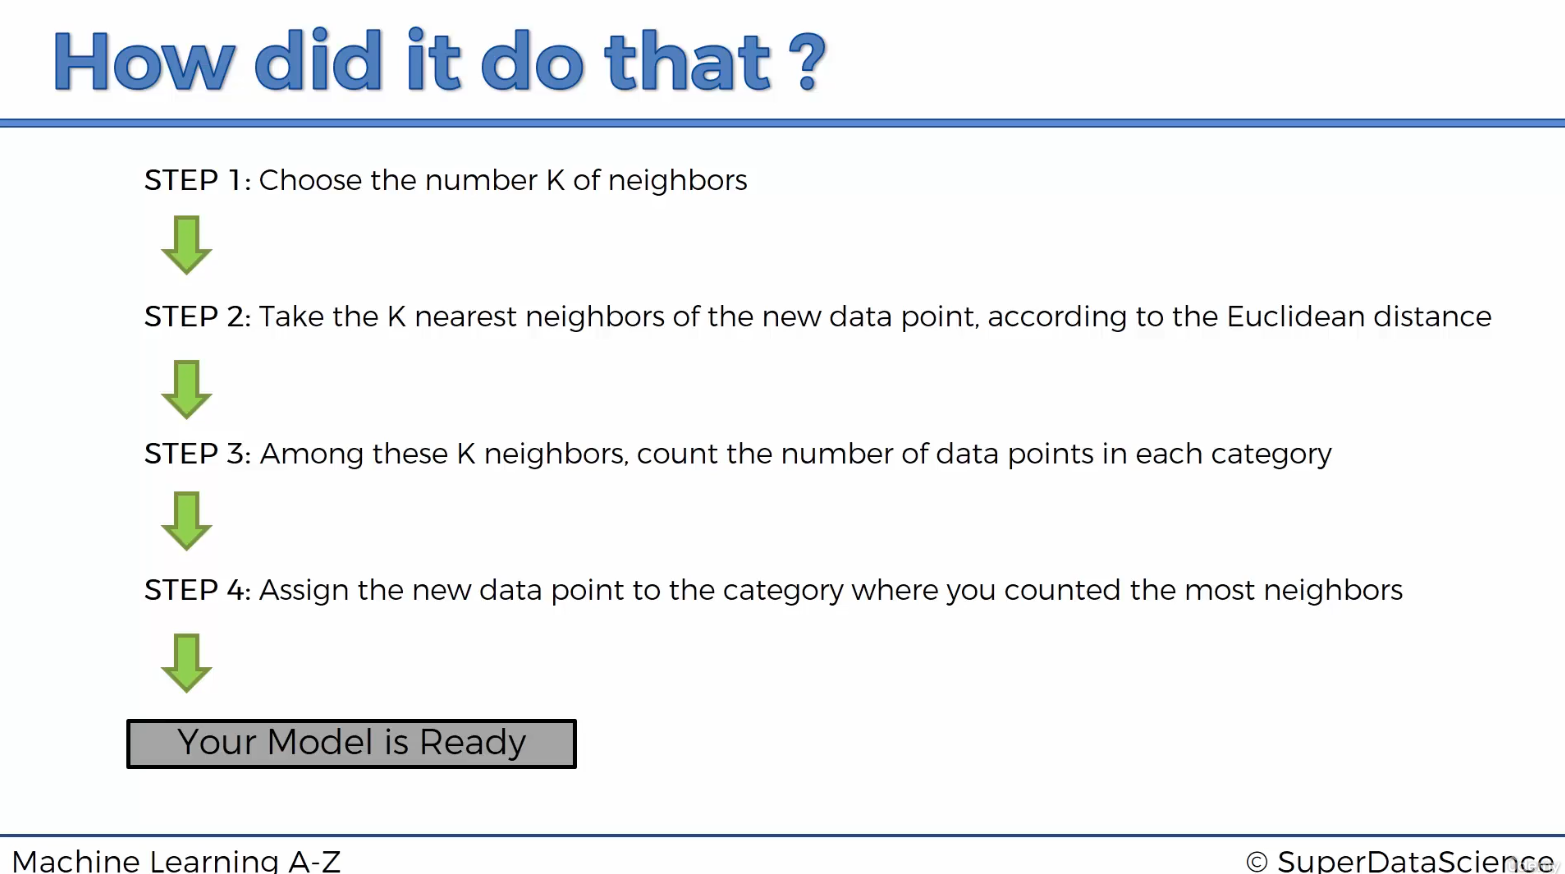 How did it do that ?
STEP 1: Choose the number K of neighbors
STEP 2: Take the K nearest neighbors of the new data point, according to the Euclidean distance
STEP 3: Among these K neighbors, count the number of data points in each category
STEP 4: Assign the new data point to the category where you counted the most neighbors
Your Model is Ready
Machine Learning A-Z
© SuperDataScience